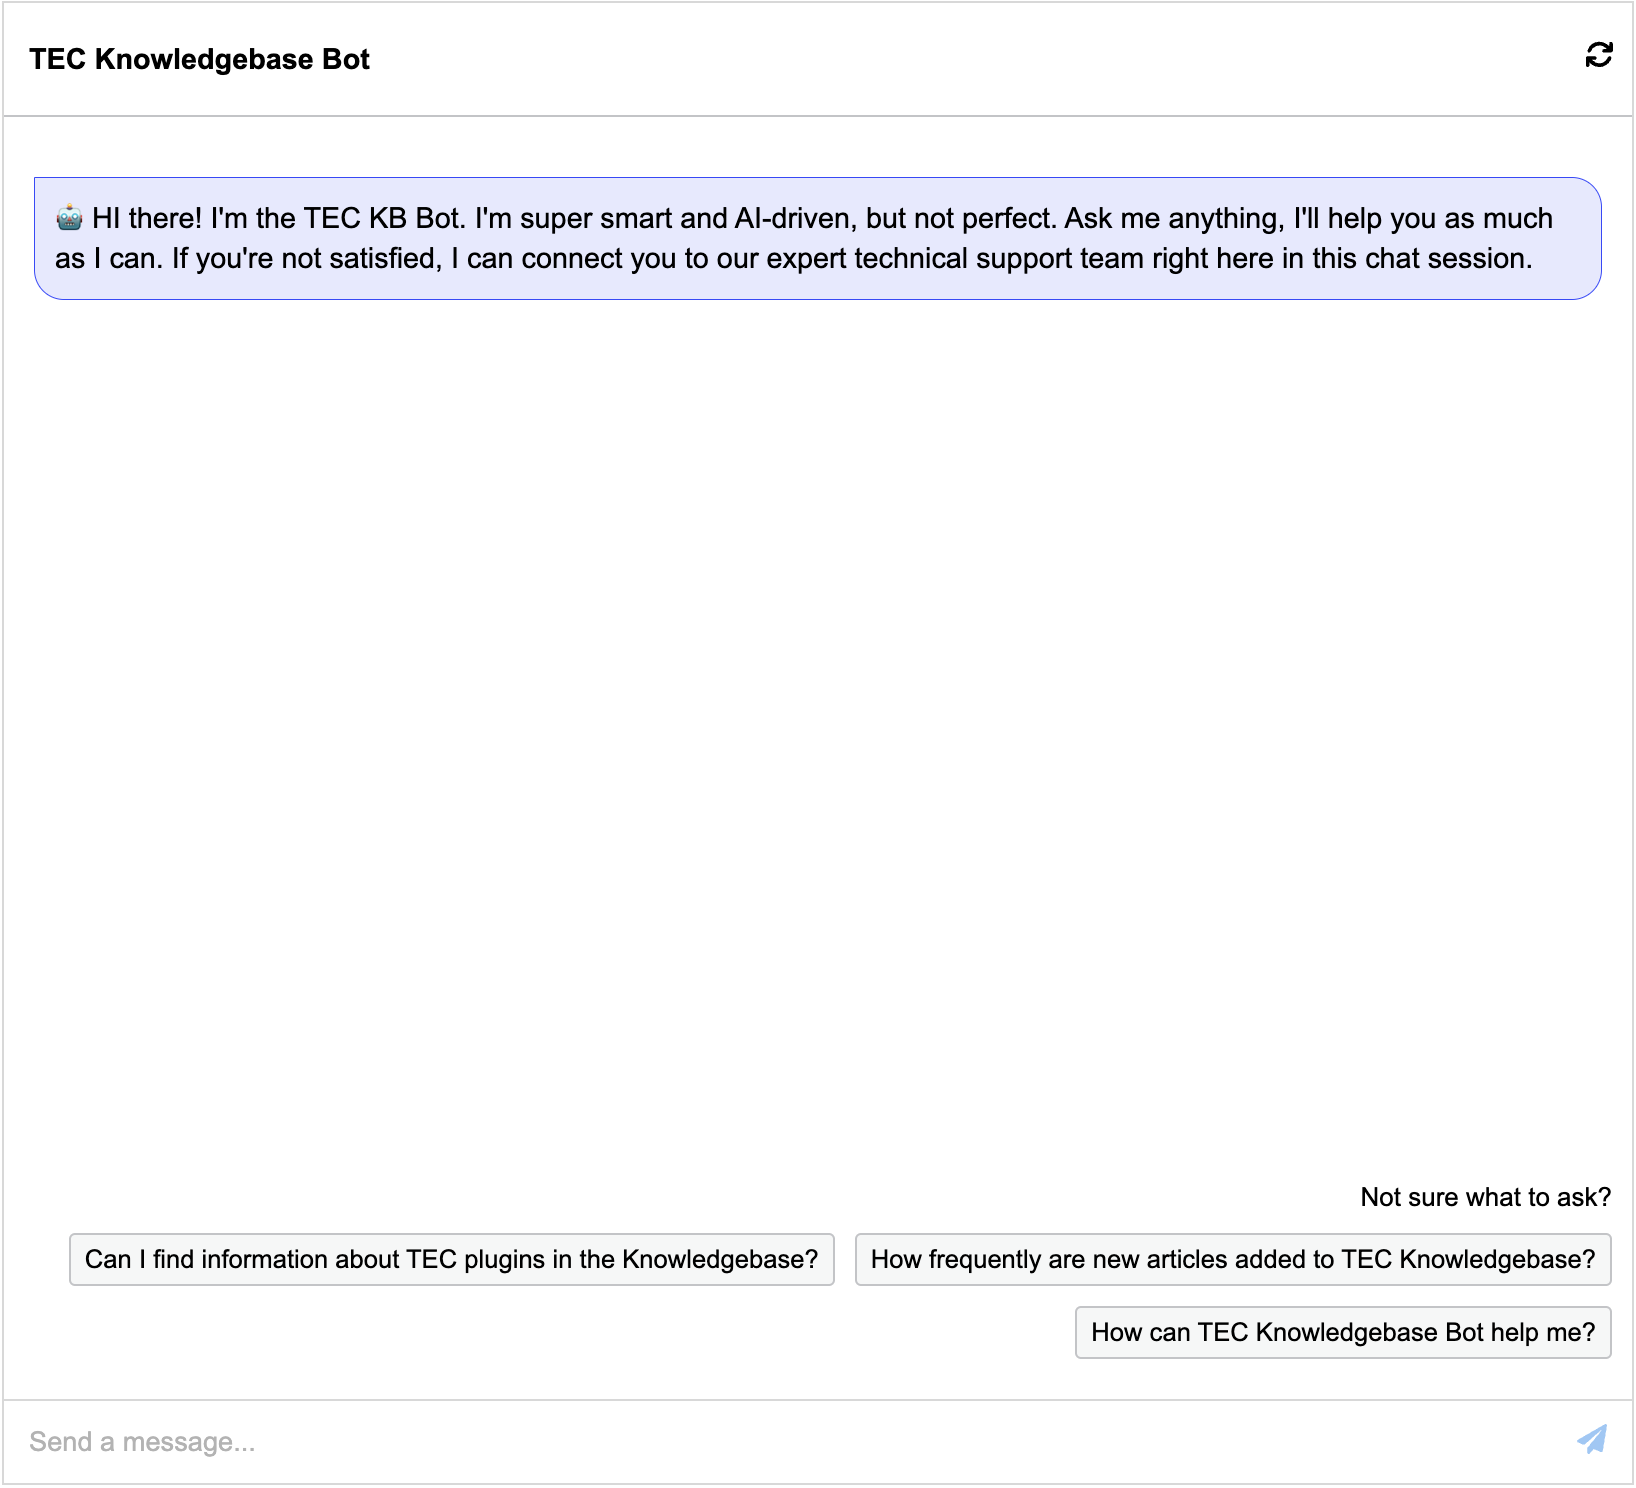 TEC Knowledgebase Bot
🤖 HI there! I'm the TEC KB Bot. I'm super smart and AI-driven, but not perfect. Ask me anything, I'll help you as much
as I can. If you're not satisfied, I can connect you to our expert technical support team right here in this chat session.
Not sure what to ask?
Can I find information about TEC plugins in the Knowledgebase?
How frequently are new articles added to TEC Knowledgebase?
How can TEC Knowledgebase Bot help me?
Send a message...